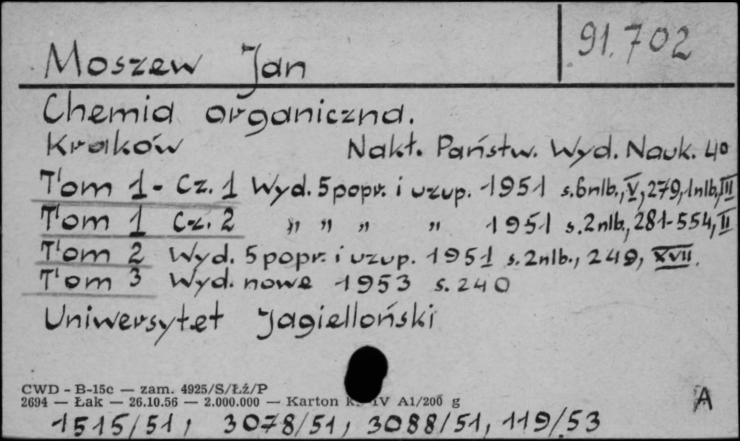 91.702
Moszew Jan
Chemia organiczna.
Kraków Nakł. Państw. Wyd. Nauk. 4º
Tom 1 - Cz. 1 Wyd. 5 popr. i uzup. 1951 s. 6nlb., V, 279, 1nlb, III
Tom 1 Cz. 2 " " " " 1951 s. 2nlb, 281-554, II
Tom 2 Wyd. 5 popr. i uzup. 1951 s. 2nlb., 249, XVII.
Tom 3 Wyd. nowe 1953 s. 240
Uniwersytet Jagielloński
CWD - B-15c — zam. 4925/S/Łź/P
2694 — Łak — 26.10.56 — 2.000.000 — Karton IV A1/200 g
A
1515/51, 3078/51, 3088/51, 119/53